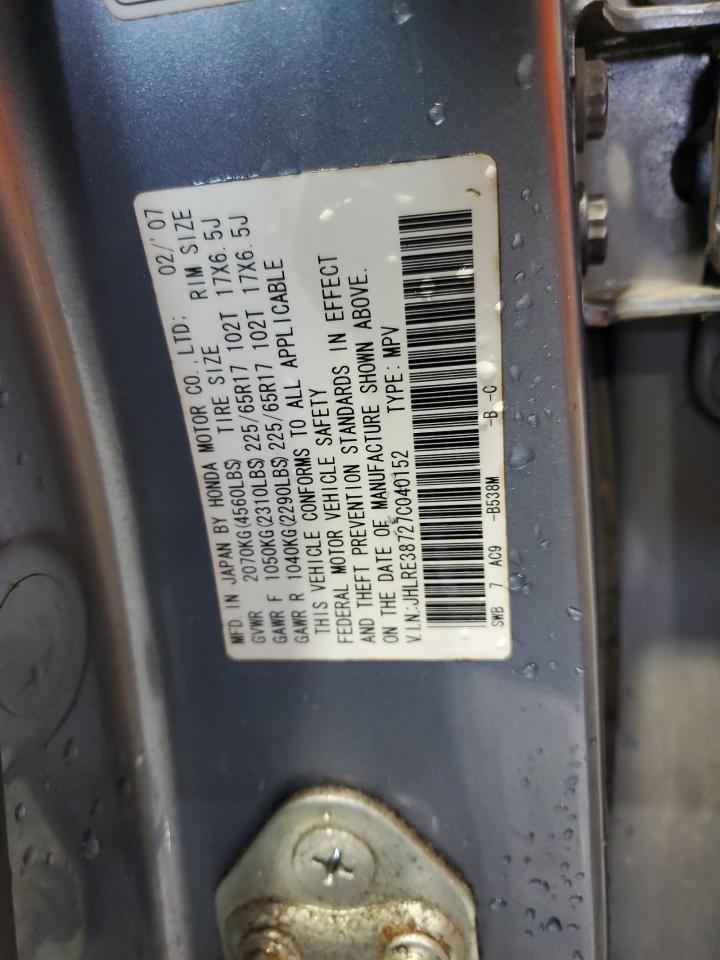 MFD. IN JAPAN BY HONDA MOTOR CO., LTD: 02/'07
GVWR 2070KG(4560LBS) TIRE SIZE RIM SIZE
GAWR F 1050KG(2310LBS) 225/65R17 102T 17X6.5J
GAWR R 1040KG(2290LBS) 225/65R17 102T 17X6.5J
THIS VEHICLE CONFORMS TO ALL APPLICABLE
FEDERAL MOTOR VEHICLE SAFETY
AND THEFT PREVENTION STANDARDS IN EFFECT
ON THE DATE OF MANUFACTURE SHOWN ABOVE.
V.I.N.:JHLRE38727C040152 TYPE: MPV
SWB 7 AC9 -B538M -B -C